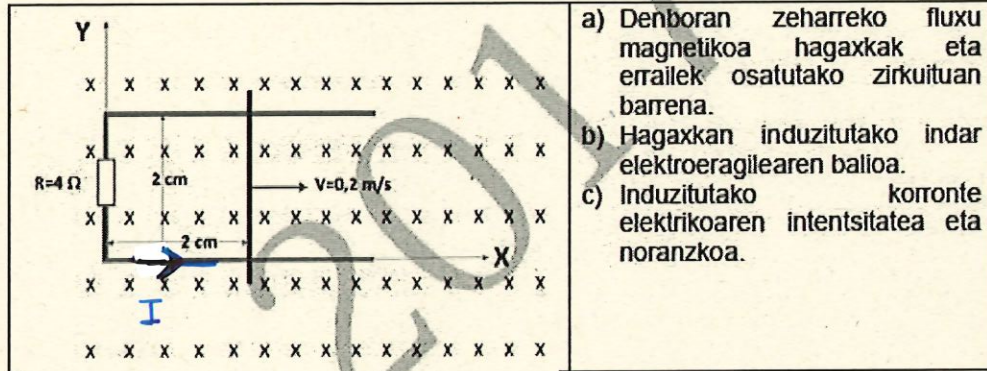 Y
X X X X X X X X X X X X X
X X X X X X X X X X X X X
R=4 Ω
2 cm
V=0,2 m/s
X X X X X X X X X X X X X
2 cm
X
X X X X X X X X X X X X X
I
X X X X X X X X X X X X X
a) Denboran zeharreko fluxu
magnetikoa hagaxkak eta
errailek osatutako zirkuituan
barrena.
b) Hagaxkan induzitutako indar
elektroeragilearen balioa.
c) Induzitutako korronte
elektrikoaren intentsitatea eta
noranzkoa.
201